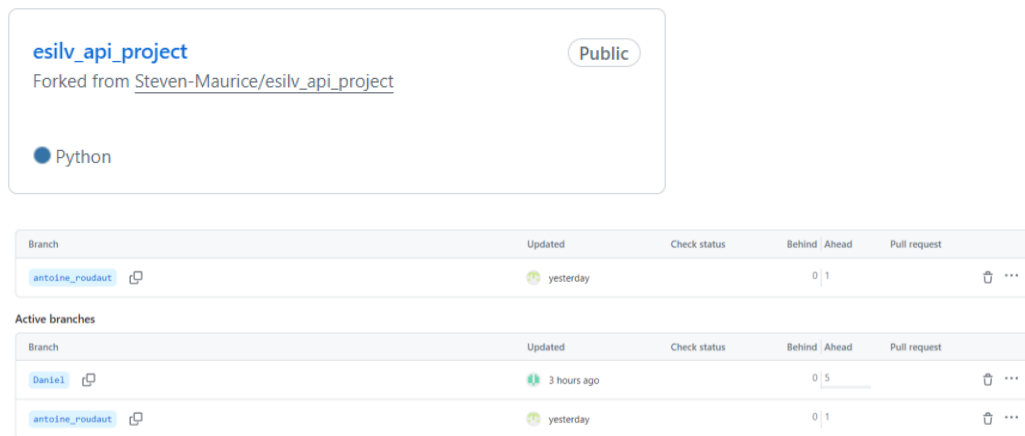 esilv_api_project
Public
Forked from Steven-Maurice/esilv_api_project
Python
Branch Updated Check status Behind Ahead Pull request
antoine_roudaut yesterday 0 1
Active branches
Branch Updated Check status Behind Ahead Pull request
Daniel 3 hours ago 0 5
antoine_roudaut yesterday 0 1